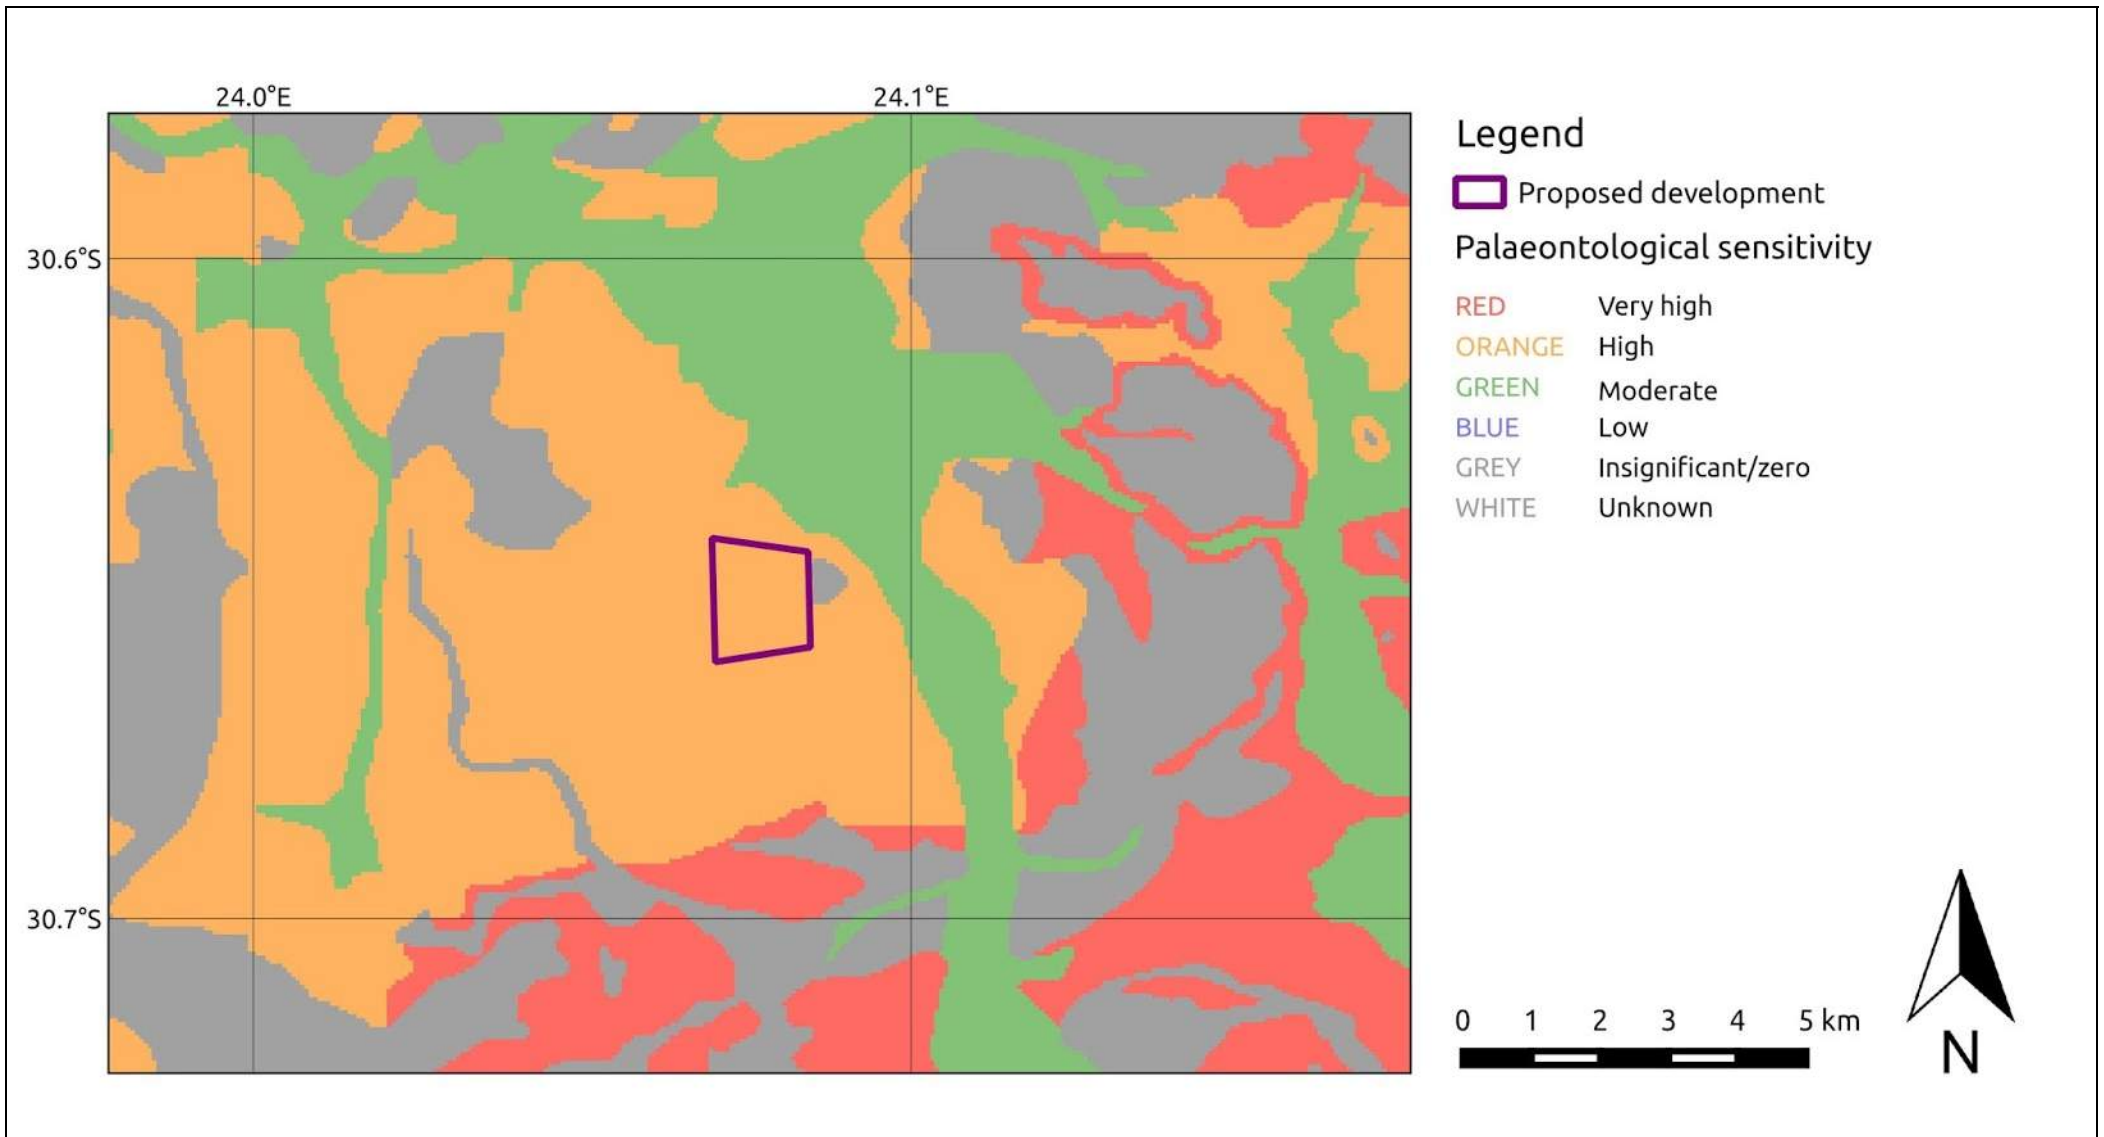 24.0°E 24.1°E
30.6°S
30.7°S
Legend
Proposed development
Palaeontological sensitivity
RED Very high
ORANGE High
GREEN Moderate
BLUE Low
GREY Insignificant/zero
WHITE Unknown
0 1 2 3 4 5 km
N